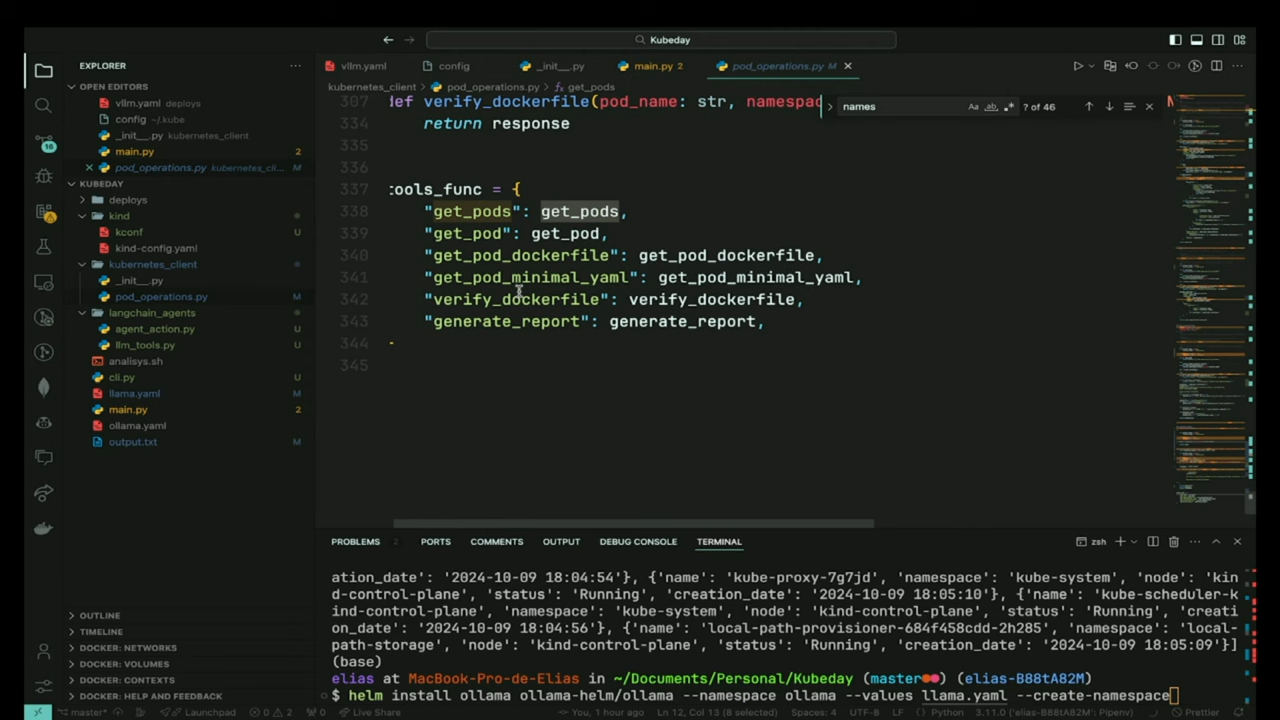 Kubeday
EXPLORER
OPEN EDITORS
vllm.yaml deploys
config ~/.kube
__init__.py kubernetes_client
main.py 2
pod_operations.py kubernetes_cli... M
KUBEDAY
deploys
kind
kconf U
kind-config.yaml
kubernetes_client
__init__.py
pod_operations.py M
langchain_agents
agent_action.py U
llm_tools.py U
analisys.sh
cli.py U
llama.yaml M
main.py 2
ollama.yaml
output.txt M
OUTLINE
TIMELINE
DOCKER: NETWORKS
DOCKER: VOLUMES
DOCKER: CONTEXTS
DOCKER: HELP AND FEEDBACK
16
vllm.yaml config __init__.py main.py 2 pod_operations.py M
kubernetes_client > pod_operations.py > get_pods
names Aa ab .* ? of 46
307 def verify_dockerfile(pod_name: str, namespac
334 return response
335
336
337 tools_func = {
338 "get_pods": get_pods,
339 "get_pod": get_pod,
340 "get_pod_dockerfile": get_pod_dockerfile,
341 "get_pod_minimal_yaml": get_pod_minimal_yaml,
342 "verify_dockerfile": verify_dockerfile,
343 "generate_report": generate_report,
344
345
PROBLEMS 2 PORTS COMMENTS OUTPUT DEBUG CONSOLE TERMINAL zsh
ation_date': '2024-10-09 18:04:54'}, {'name': 'kube-proxy-7g7jd', 'namespace': 'kube-system', 'node': 'kin
d-control-plane', 'status': 'Running', 'creation_date': '2024-10-09 18:05:10'}, {'name': 'kube-scheduler-k
ind-control-plane', 'namespace': 'kube-system', 'node': 'kind-control-plane', 'status': 'Running', 'creati
on_date': '2024-10-09 18:04:56'}, {'name': 'local-path-provisioner-684f458cdd-2h285', 'namespace': 'local-
path-storage', 'node': 'kind-control-plane', 'status': 'Running', 'creation_date': '2024-10-09 18:05:09'}]
(base)
elias at MacBook-Pro-de-Elias in ~/Documents/Personal/Kubeday (master) (elias-B88tA82M)
$ helm install ollama ollama-helm/ollama --namespace ollama --values llama.yaml --create-namespace
master* Launchpad 0 2 0 Live Share You, 1 hour ago Ln 12, Col 13 (8 selected) Spaces: 4 UTF-8 LF Python 3.11.0 ('elias-B88tA82M': Pipenv) Prettier